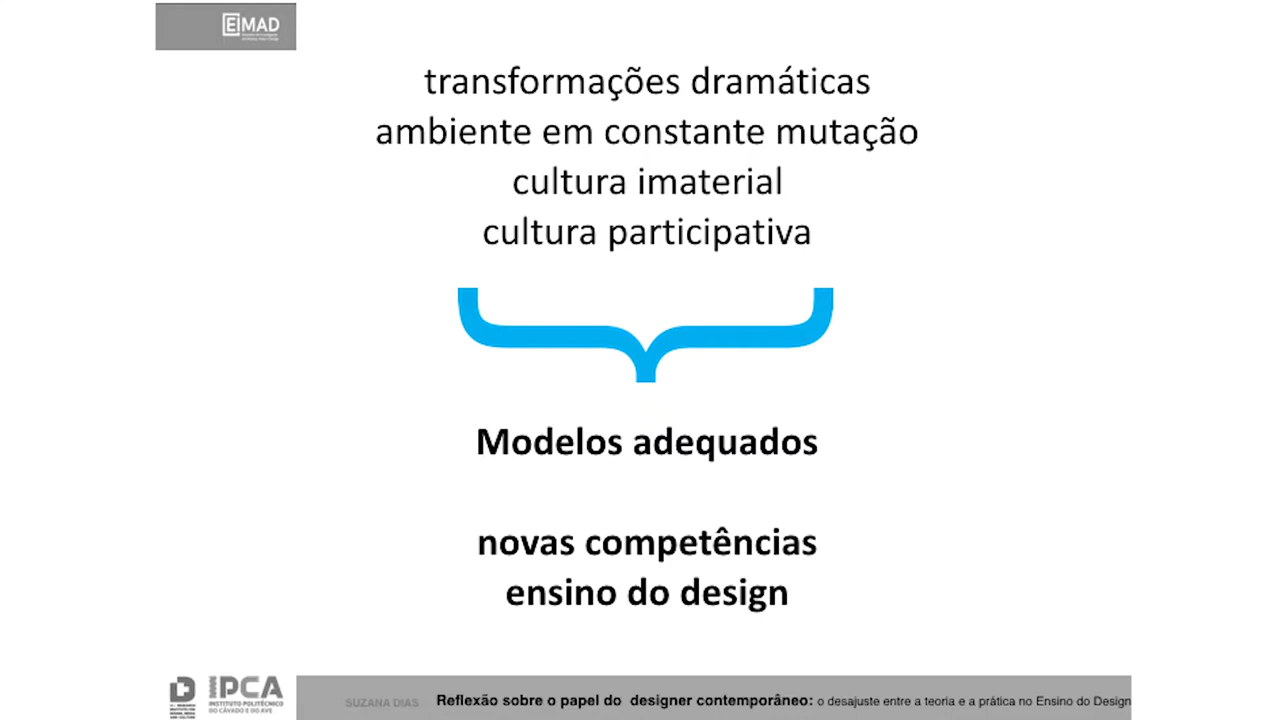 EIMAD
transformações dramáticas
ambiente em constante mutação
cultura imaterial
cultura participativa
Modelos adequados
novas competências
ensino do design
IPCA
INSTITUTO POLITÉCNICO
DO CÁVADO E DO AVE
SUZANA DIAS
Reflexão sobre o papel do designer contemporâneo: o desajuste entre a teoria e a prática no Ensino do Design